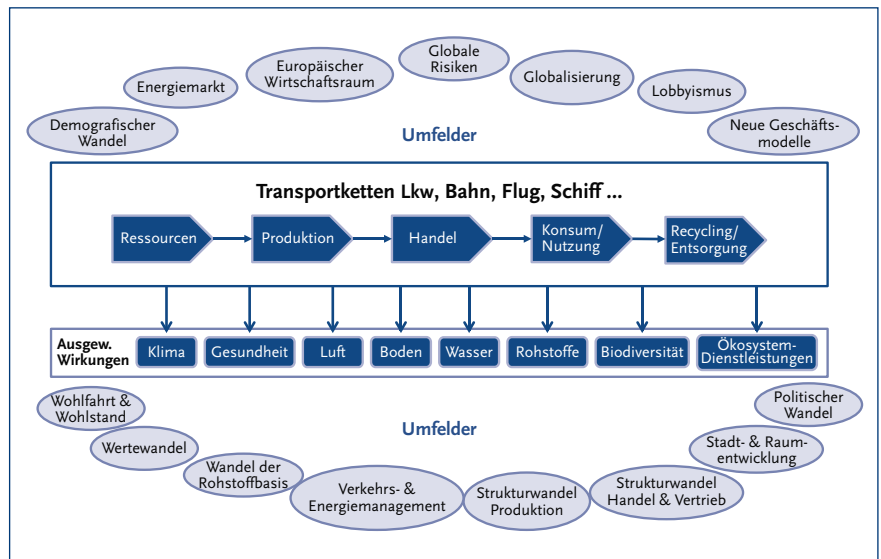 Globale
Risiken
Europäischer
Wirtschaftsraum
Globalisierung
Energiemarkt
Lobbyismus
Demografischer
Wandel
Umfelder
Neue Geschäfts-
modelle
Transportketten Lkw, Bahn, Flug, Schiff ...
Ressourcen
Produktion
Handel
Konsum/
Nutzung
Recycling/
Entsorgung
Ausgew.
Wirkungen
Klima
Gesundheit
Luft
Boden
Wasser
Rohstoffe
Biodiversität
Ökosystem-
Dienstleistungen
Wohlfahrt &
Wohlstand
Politischer
Wandel
Umfelder
Wertewandel
Stadt- & Raum-
entwicklung
Wandel der
Rohstoffbasis
Verkehrs- &
Energiemanagement
Strukturwandel
Produktion
Strukturwandel
Handel & Vertrieb